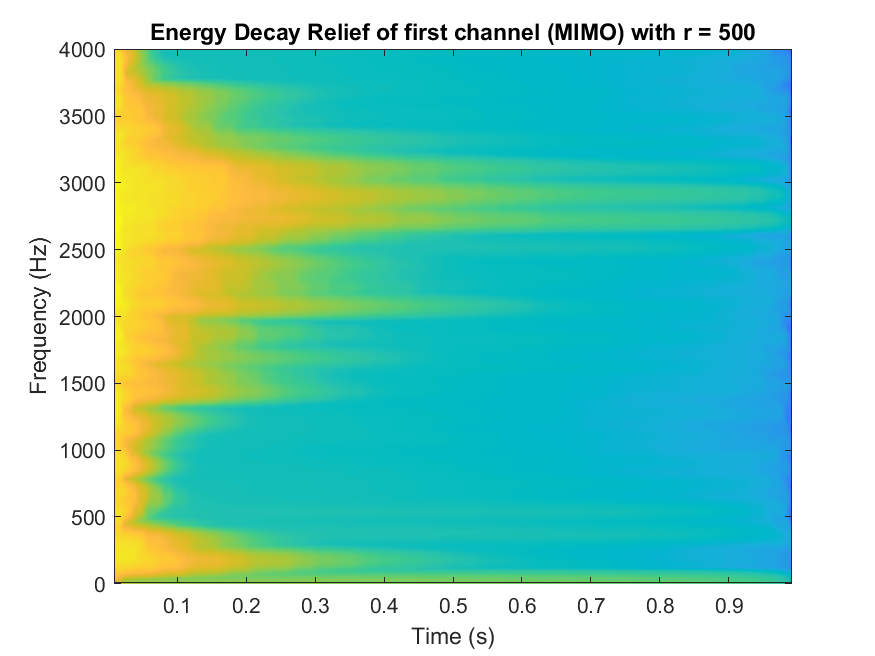 Energy Decay Relief of first channel (MIMO) with r = 500
4000
3500
3000
2500
2000
1500
1000
500
0
Frequency (Hz)
0.1 0.2 0.3 0.4 0.5 0.6 0.7 0.8 0.9
Time (s)